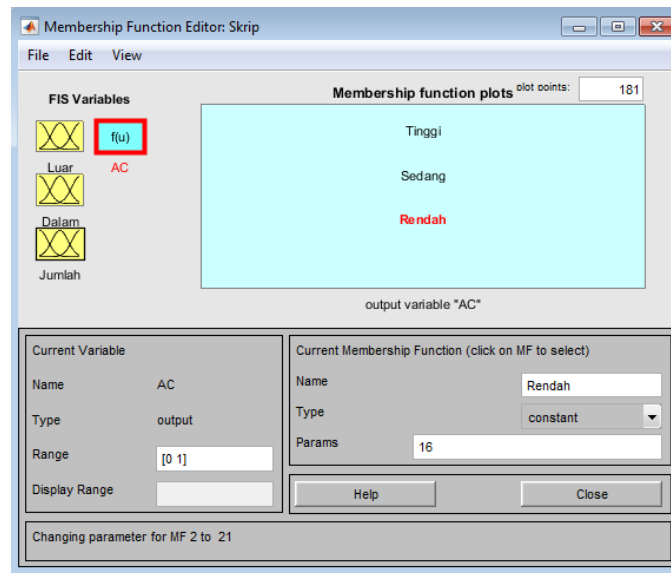 Membership Function Editor: Skrip
File Edit View
FIS Variables
Membership function plots plot points: 181
f(u)
Luar AC
Dalam
Jumlah
Tinggi
Sedang
Rendah
output variable "AC"
Current Variable
Name AC
Type output
Range [0 1]
Display Range
Current Membership Function (click on MF to select)
Name Rendah
Type constant
Params 16
Help Close
Changing parameter for MF 2 to 21